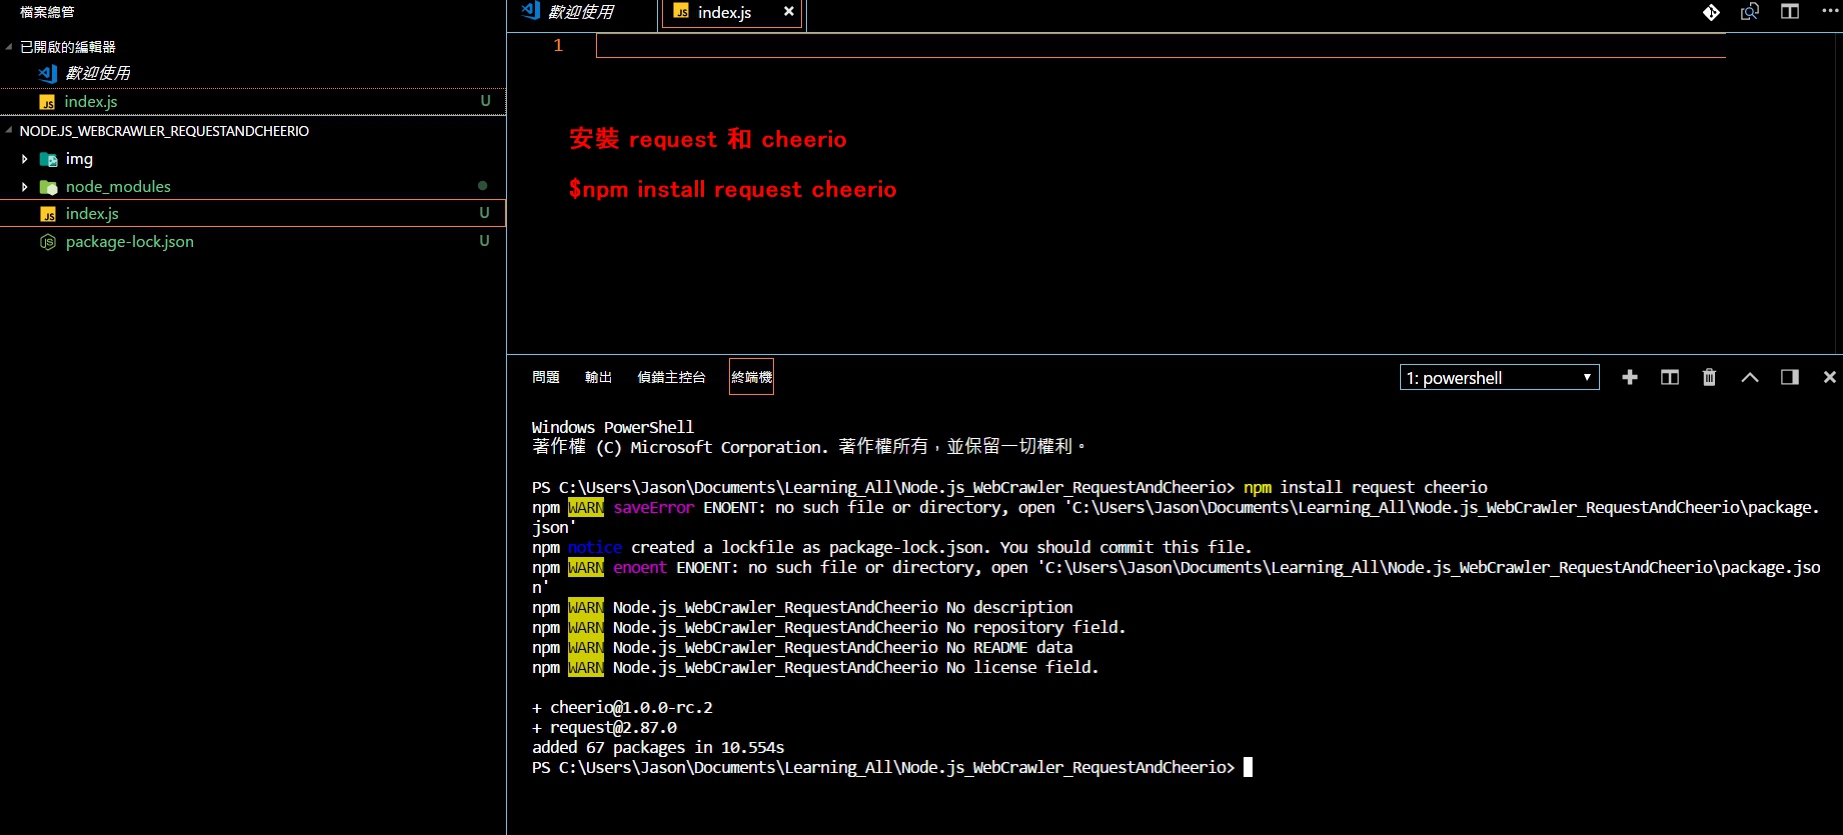 檔案總管
已開啟的編輯器
歡迎使用
index.js U
NODE.JS_WEBCRAWLER_REQUESTANDCHEERIO
img
node_modules
index.js U
package-lock.json U
歡迎使用 index.js
1
安裝 request 和 cheerio
$npm install request cheerio
問題 輸出 偵錯主控台 終端機 1: powershell
Windows PowerShell
著作權 (C) Microsoft Corporation. 著作權所有，並保留一切權利。
PS C:\Users\Jason\Documents\Learning_All\Node.js_WebCrawler_RequestAndCheerio> npm install request cheerio
npm WARN saveError ENOENT: no such file or directory, open 'C:\Users\Jason\Documents\Learning_All\Node.js_WebCrawler_RequestAndCheerio\package.
json'
npm notice created a lockfile as package-lock.json. You should commit this file.
npm WARN enoent ENOENT: no such file or directory, open 'C:\Users\Jason\Documents\Learning_All\Node.js_WebCrawler_RequestAndCheerio\package.jso
n'
npm WARN Node.js_WebCrawler_RequestAndCheerio No description
npm WARN Node.js_WebCrawler_RequestAndCheerio No repository field.
npm WARN Node.js_WebCrawler_RequestAndCheerio No README data
npm WARN Node.js_WebCrawler_RequestAndCheerio No license field.
+ cheerio@1.0.0-rc.2
+ request@2.87.0
added 67 packages in 10.554s
PS C:\Users\Jason\Documents\Learning_All\Node.js_WebCrawler_RequestAndCheerio>